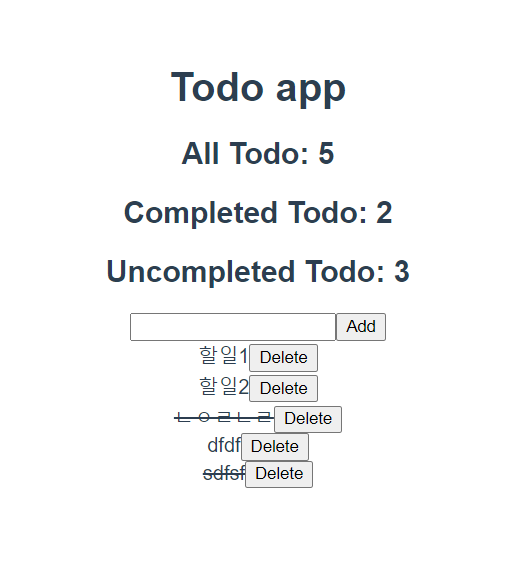 Todo app
All Todo: 5
Completed Todo: 2
Uncompleted Todo: 3
Add
할일1 Delete
할일2 Delete
ㄴㅇㄹㄴㄹ Delete
dfdf Delete
sdfsf Delete